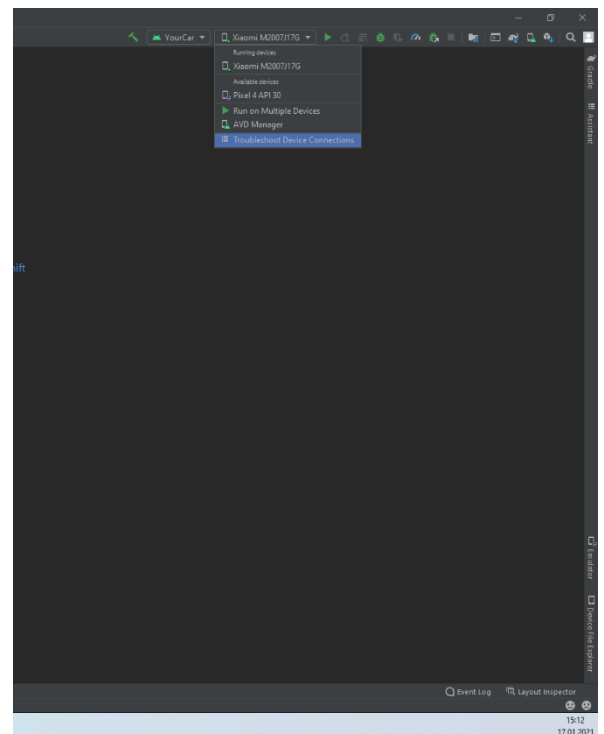 YourCar
Xiaomi M2007J17G
Running devices
Xiaomi M2007J17G
Available devices
Pixel 4 API 30
Run on Multiple Devices
AVD Manager
Troubleshoot Device Connections
Gradle
Assistant
hift
Emulator
Device File Explorer
Event Log
Layout Inspector
15:12
17.01.2021